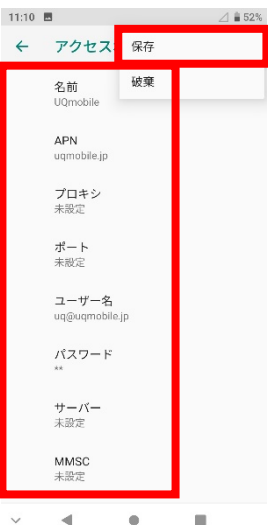 11:10 52%
アクセス
保存
破棄
名前
UQmobile
APN
uqmobile.jp
プロキシ
未設定
ポート
未設定
ユーザー名
uq@uqmobile.jp
パスワード
**
サーバー
未設定
MMSC
未設定